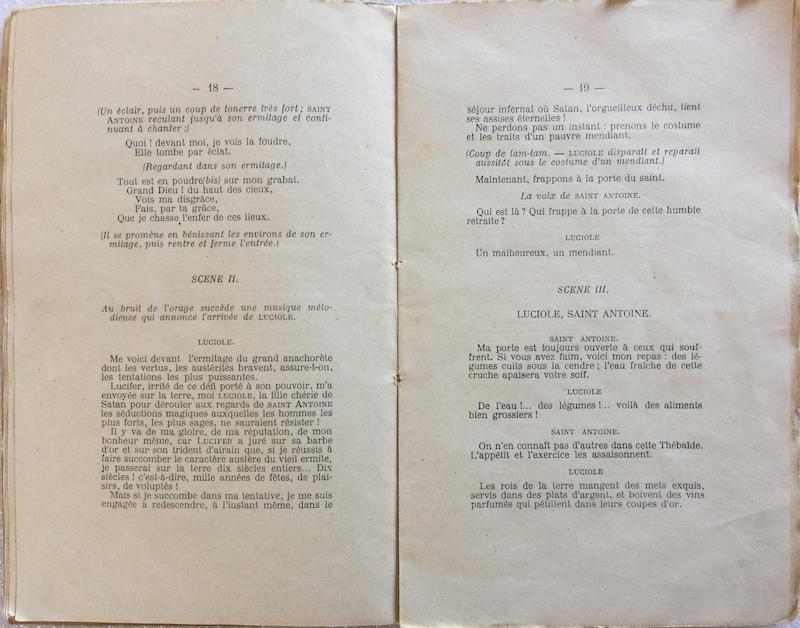 — 18 —
(Un éclair, puis un coup de tonerre très fort ; SAINT
ANTOINE reculant jusqu'à son ermitage et conti-
nuant à chanter :)
Quoi ! devant moi, je vois la foudre,
Elle tombe par éclat.
(Regardant dans son ermitage.)
Tout est en poudre(bis) sur mon grabat.
Grand Dieu ! du haut des cieux,
Vois ma disgrâce,
Fais, par ta grâce,
Que je chasse l'enfer de ces lieux.
(Il se promène en bénissant les environs de son er-
mitage, puis rentre et ferme l'entrée.)
SCENE II.
Au bruit de l'orage succède une musique mélo-
dieuse qui annonce l'arrivée de LUCIOLE.
LUCIOLE.
Me voici devant l'ermitage du grand anachorète
dont les vertus, les austérités bravent, assure-t-on,
les tentations les plus puissantes.
Lucifer, irrité de ce défi porté à son pouvoir, m'a
envoyée sur la terre, moi LUCIOLE, la fille chérie de
Satan pour dérouler aux regards de SAINT ANTOINE
les séductions magiques auxquelles les hommes les
plus forts, les plus sages, ne sauraient résister !
Il y va de ma gloire, de ma réputation, de mon
bonheur même, car LUCIFER a juré sur sa barbe
d'or et sur son trident d'airain que, si je réussis à
faire succomber le caractère austère du vieil ermite,
je passerai sur la terre dix siècles entiers... Dix
siècles ! c'est-à-dire, mille années de fêtes, de plai-
sirs, de voluptés !
Mais si je succombe dans ma tentative, je me suis
engagée à redescendre, à l'instant même, dans le
— 19 —
séjour infernal où Satan, l'orgueilleux déchu, tient
ses assises éternelles !
Ne perdons pas un instant : prenons le costume
et les traits d'un pauvre mendiant.
(Coup de tam-tam. — LUCIOLE disparaît et reparaît
aussitôt sous le costume d'un mendiant.)
Maintenant, frappons à la porte du saint.
La voix de SAINT ANTOINE.
Qui est là ? Qui frappe à la porte de cette humble
retraite ?
LUCIOLE
Un malheureux, un mendiant.
SCENE III.
LUCIOLE, SAINT ANTOINE.
SAINT ANTOINE.
Ma porte est toujours ouverte à ceux qui souf-
frent. Si vous avez faim, voici mon repas : des lé-
gumes cuits sous la cendre ; l'eau fraîche de cette
cruche apaisera votre soif.
LUCIOLE
De l'eau !... des légumes !... voilà des aliments
bien grossiers !
SAINT ANTOINE.
On n'en connaît pas d'autres dans cette Thébaïde.
L'appétit et l'exercice les assaisonnent.
LUCIOLE
Les rois de la terre mangent des mets exquis,
servis dans des plats d'argent, et boivent des vins
parfumés qui pétillent dans leurs coupes d'or.